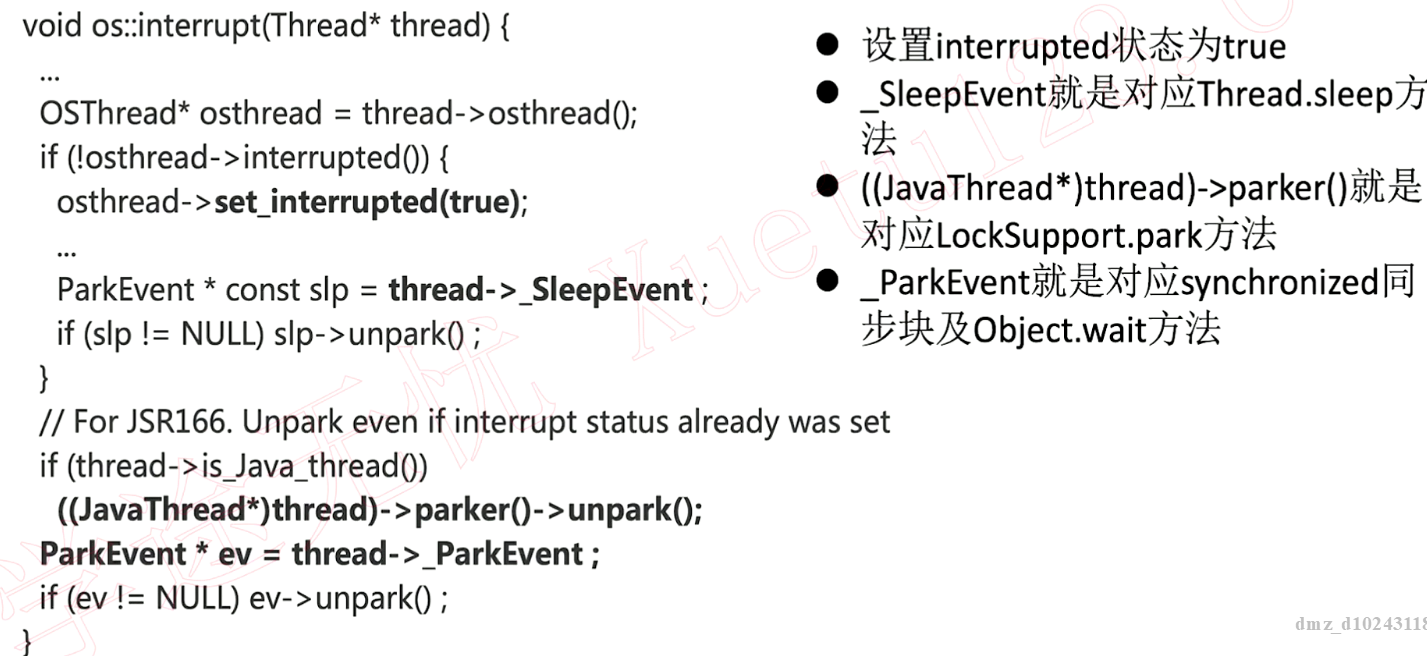 void os::interrupt(Thread* thread) {
...
OSThread* osthread = thread->osthread();
if (!osthread->interrupted()) {
osthread->set_interrupted(true);
...
ParkEvent * const slp = thread->_SleepEvent ;
if (slp != NULL) slp->unpark() ;
}
// For JSR166. Unpark even if interrupt status already was set
if (thread->is_Java_thread())
((JavaThread*)thread)->parker()->unpark();
ParkEvent * ev = thread->_ParkEvent ;
if (ev != NULL) ev->unpark() ;
}
● 设置interrupted状态为true
● _SleepEvent就是对应Thread.sleep方
法
● ((JavaThread*)thread)->parker()就是
对应LockSupport.park方法
● _ParkEvent就是对应synchronized同
步块及Object.wait方法
学途无忧 Xuetu123.
dmz_d1024311